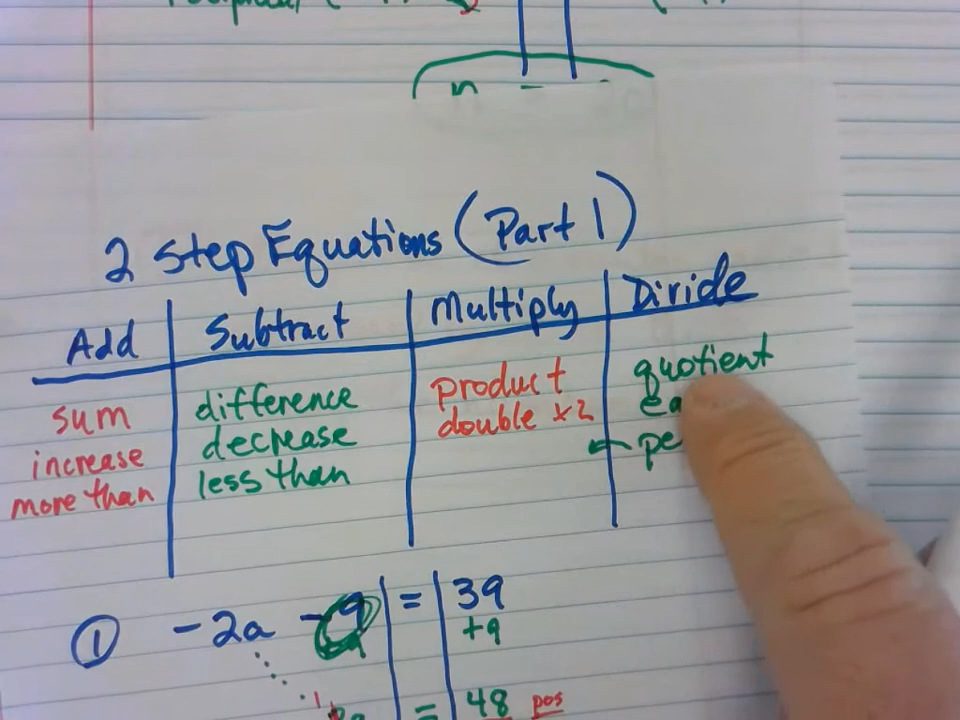 2 Step Equations (Part 1)
Add Subtract Multiply Divide
sum difference product quotient
increase decrease double x2
more than less than
① -2a -9 = 39
+9
= 48 pos